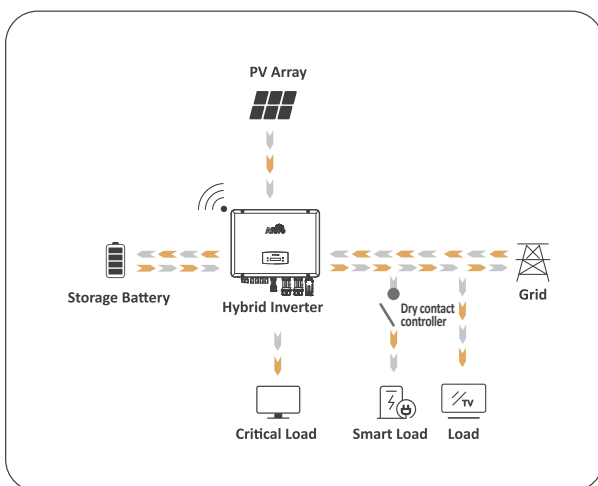 PV Array
Storage Battery
Hybrid Inverter
Grid
Dry contact
controller
Critical Load
Smart Load
Load
TV